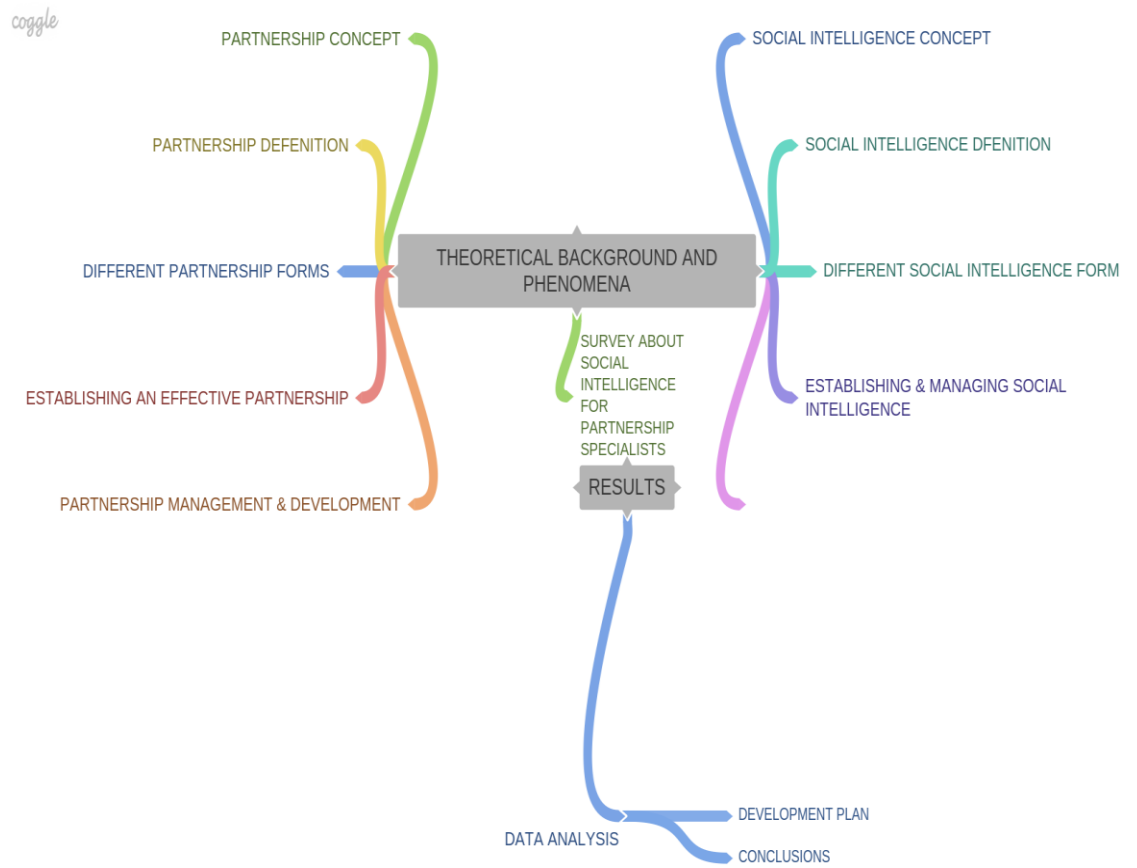 coggle
PARTNERSHIP CONCEPT
SOCIAL INTELLIGENCE CONCEPT
PARTNERSHIP DEFENITION
SOCIAL INTELLIGENCE DFENITION
THEORETICAL BACKGROUND AND
PHENOMENA
DIFFERENT PARTNERSHIP FORMS
DIFFERENT SOCIAL INTELLIGENCE FORM
SURVEY ABOUT
SOCIAL
INTELLIGENCE
FOR
PARTNERSHIP
SPECIALISTS
ESTABLISHING AN EFFECTIVE PARTNERSHIP
ESTABLISHING & MANAGING SOCIAL
INTELLIGENCE
RESULTS
PARTNERSHIP MANAGEMENT & DEVELOPMENT
DATA ANALYSIS
DEVELOPMENT PLAN
CONCLUSIONS